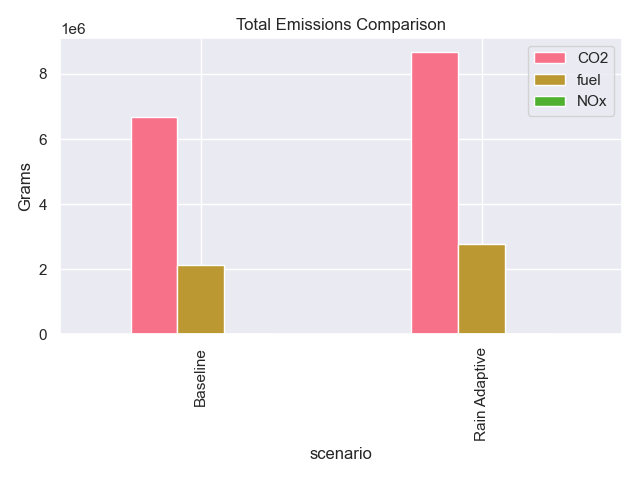 Total Emissions Comparison
1e6
CO2
fuel
NOx
8
6
4
2
0
Grams
Baseline
Rain Adaptive
scenario